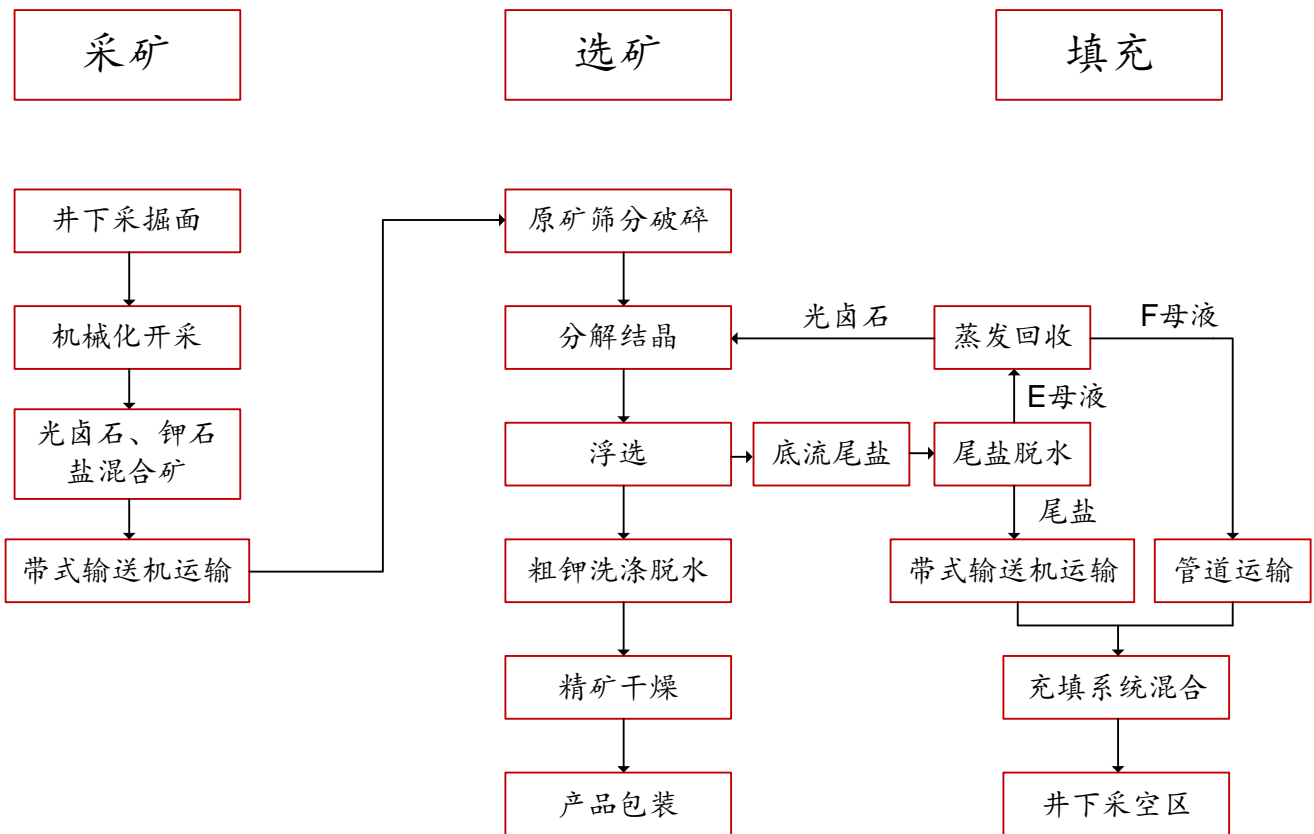 采矿
选矿
填充
井下采掘面
机械化开采
光卤石、钾石
盐混合矿
带式输送机运输
原矿筛分破碎
分解结晶
浮选
粗钾洗涤脱水
精矿干燥
产品包装
光卤石
蒸发回收
F母液
E母液
底流尾盐
尾盐脱水
尾盐
带式输送机运输
管道运输
充填系统混合
井下采空区